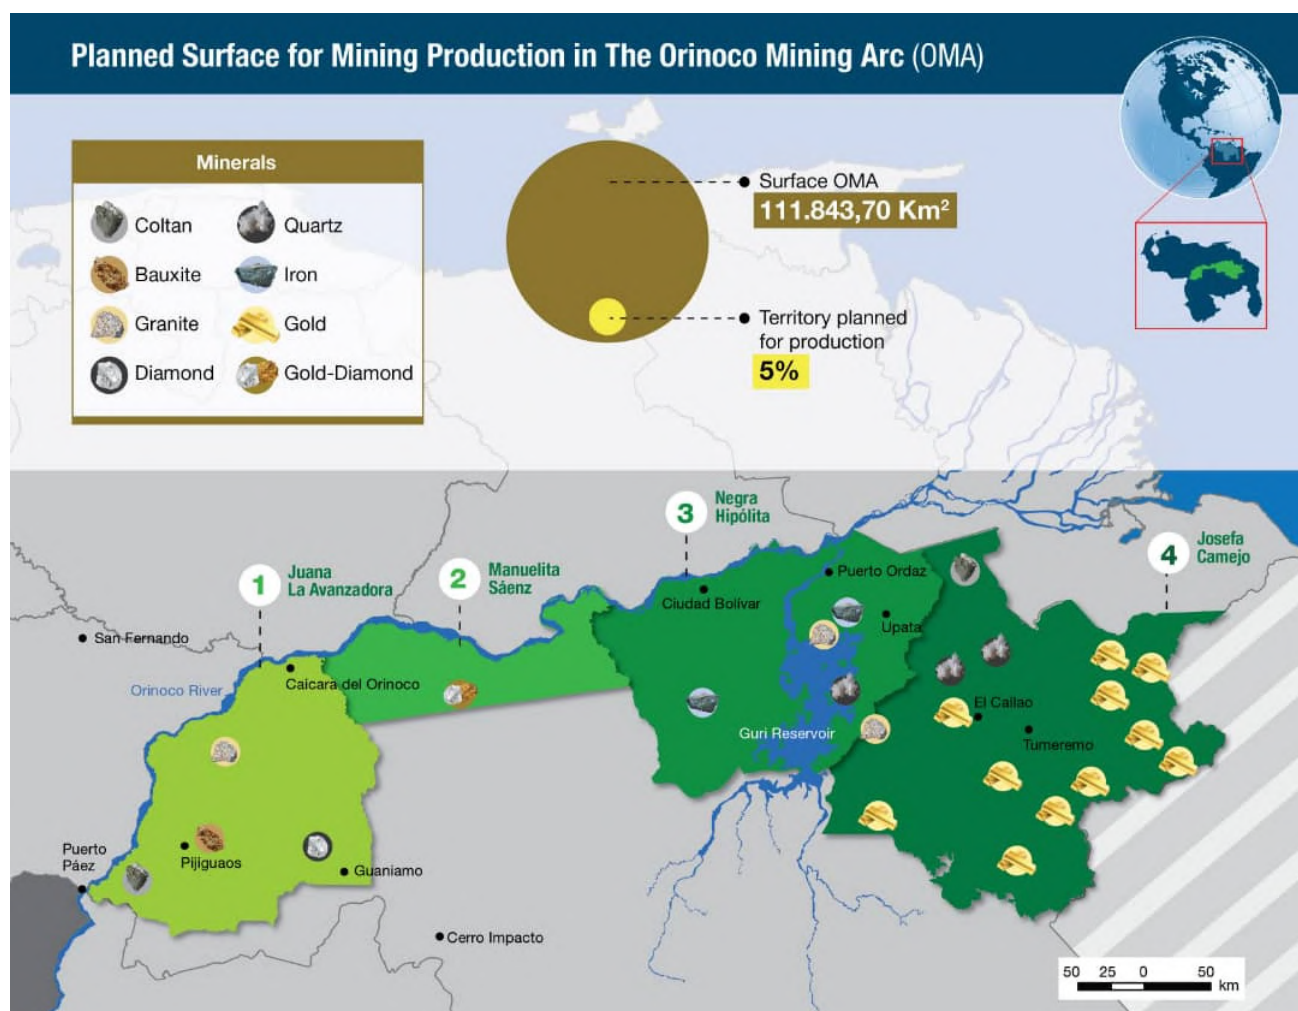 Planned Surface for Mining Production in The Orinoco Mining Arc (OMA)
Minerals
Coltan
Quartz
Bauxite
Iron
Granite
Gold
Diamond
Gold-Diamond
Surface OMA
111.843,70 Km²
Territory planned
for production
5%
1
Juana
La Avanzadora
2
Manuelita
Sáenz
3
Negra
Hipólita
4
Josefa
Camejo
Puerto Ordaz
Ciudad Bolívar
Upata
San Fernando
Orinoco River
Caicara del Orinoco
El Callao
Guri Reservoir
Tumeremo
Puerto
Páez
Pijiguaos
Guaniamo
Cerro Impacto
50 25 0 50
km